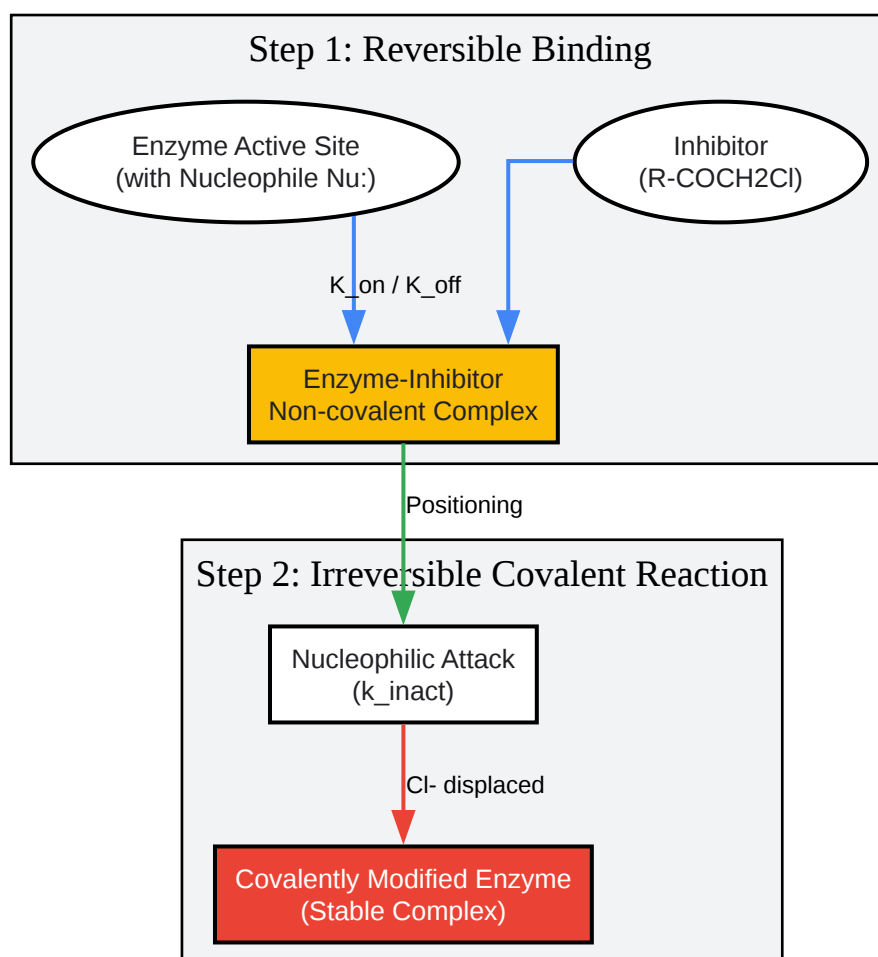 Step 1: Reversible Binding
Enzyme Active Site
(with Nucleophile Nu:)
Inhibitor
(R-COCH2Cl)
K_on / K_off
Enzyme-Inhibitor
Non-covalent Complex
Positioning
Step 2: Irreversible Covalent Reaction
Nucleophilic Attack
(k_inact)
Cl- displaced
Covalently Modified Enzyme
(Stable Complex)